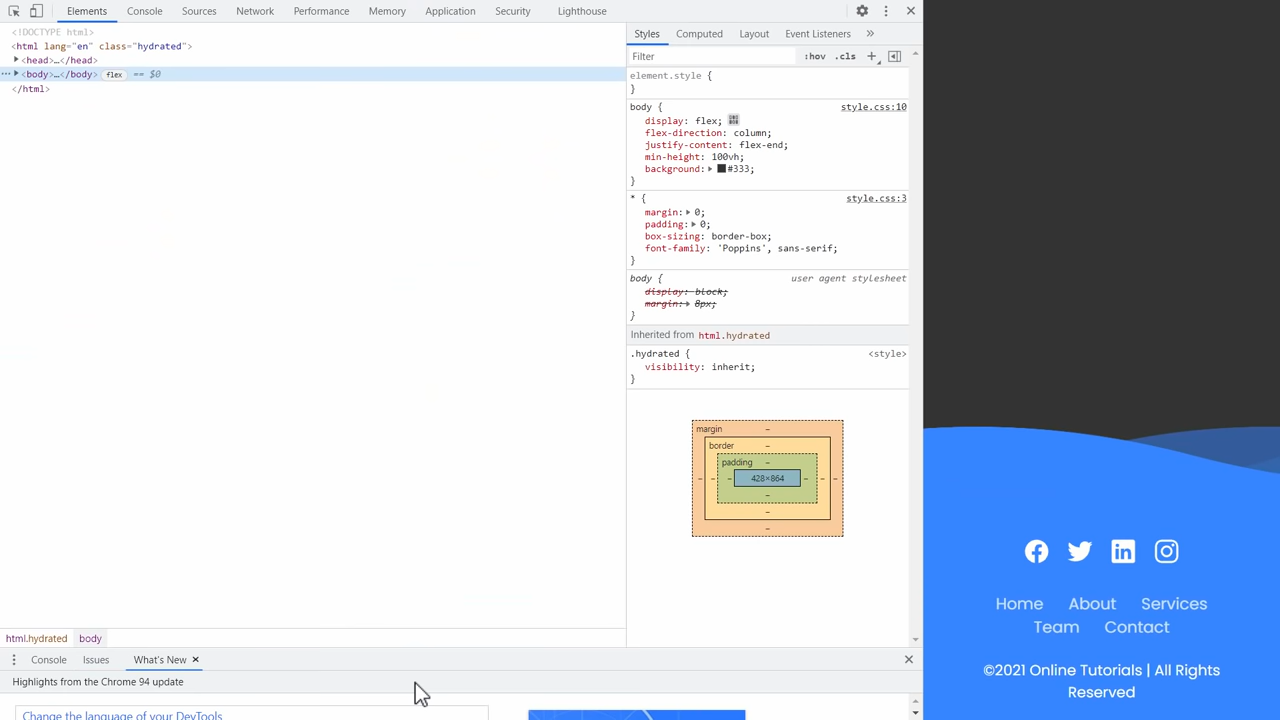 Elements Console Sources Network Performance Memory Application Security Lighthouse
<!DOCTYPE html>
<html lang="en" class="hydrated">
<head>…</head>
<body>…</body> flex == $0
</html>
html.hydrated body
Styles Computed Layout Event Listeners »
Filter :hov .cls +
element.style {
}
body { style.css:10
display: flex;
flex-direction: column;
justify-content: flex-end;
min-height: 100vh;
background: #333;
}
* { style.css:3
margin: 0;
padding: 0;
box-sizing: border-box;
font-family: 'Poppins', sans-serif;
}
body { user agent stylesheet
display: block;
margin: 8px;
}
Inherited from html.hydrated
.hydrated { <style>
visibility: inherit;
}
margin –
border –
padding –
– – – 428×864 – – –
–
–
–
Console Issues What's New ×
Highlights from the Chrome 94 update
Change the language of your DevTools
Home About Services
Team Contact
©2021 Online Tutorials | All Rights
Reserved